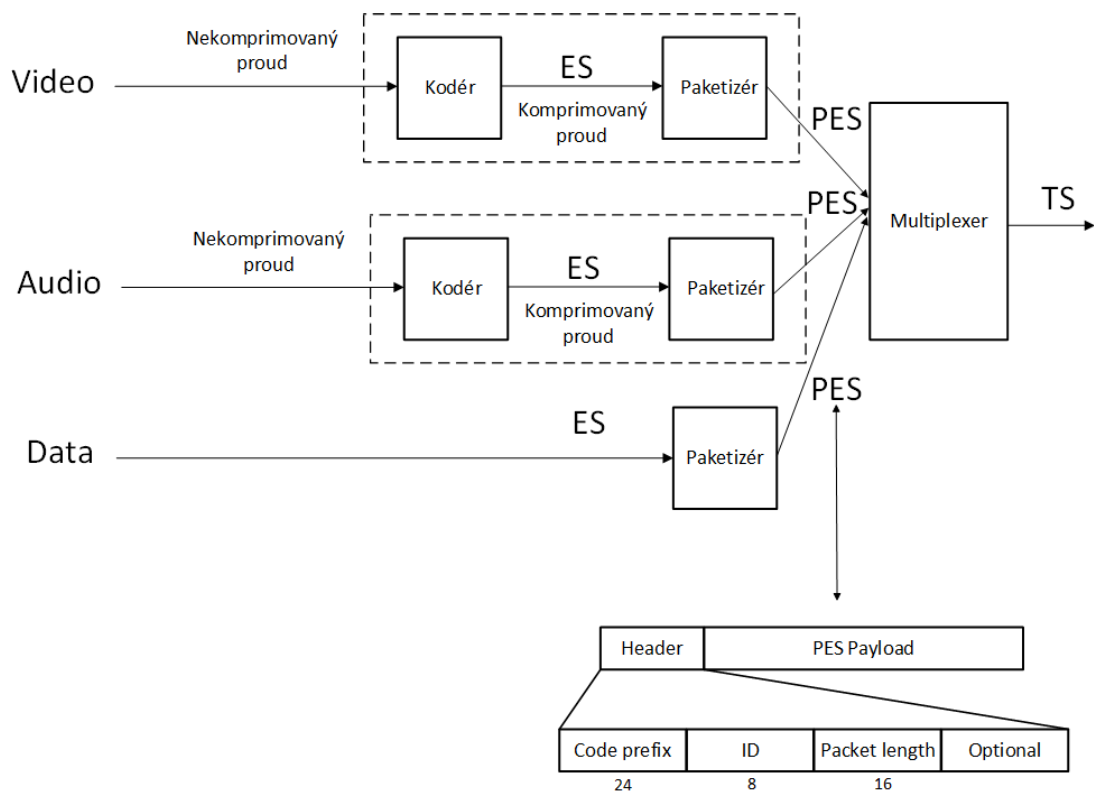 Nekomprimovaný
proud
Video
Kodér
ES
Komprimovaný
proud
Paketizér
PES
Nekomprimovaný
proud
Audio
Kodér
ES
Komprimovaný
proud
Paketizér
PES
Multiplexer
TS
Data
ES
Paketizér
PES
Header
PES Payload
Code prefix
ID
Packet length
Optional
24
8
16